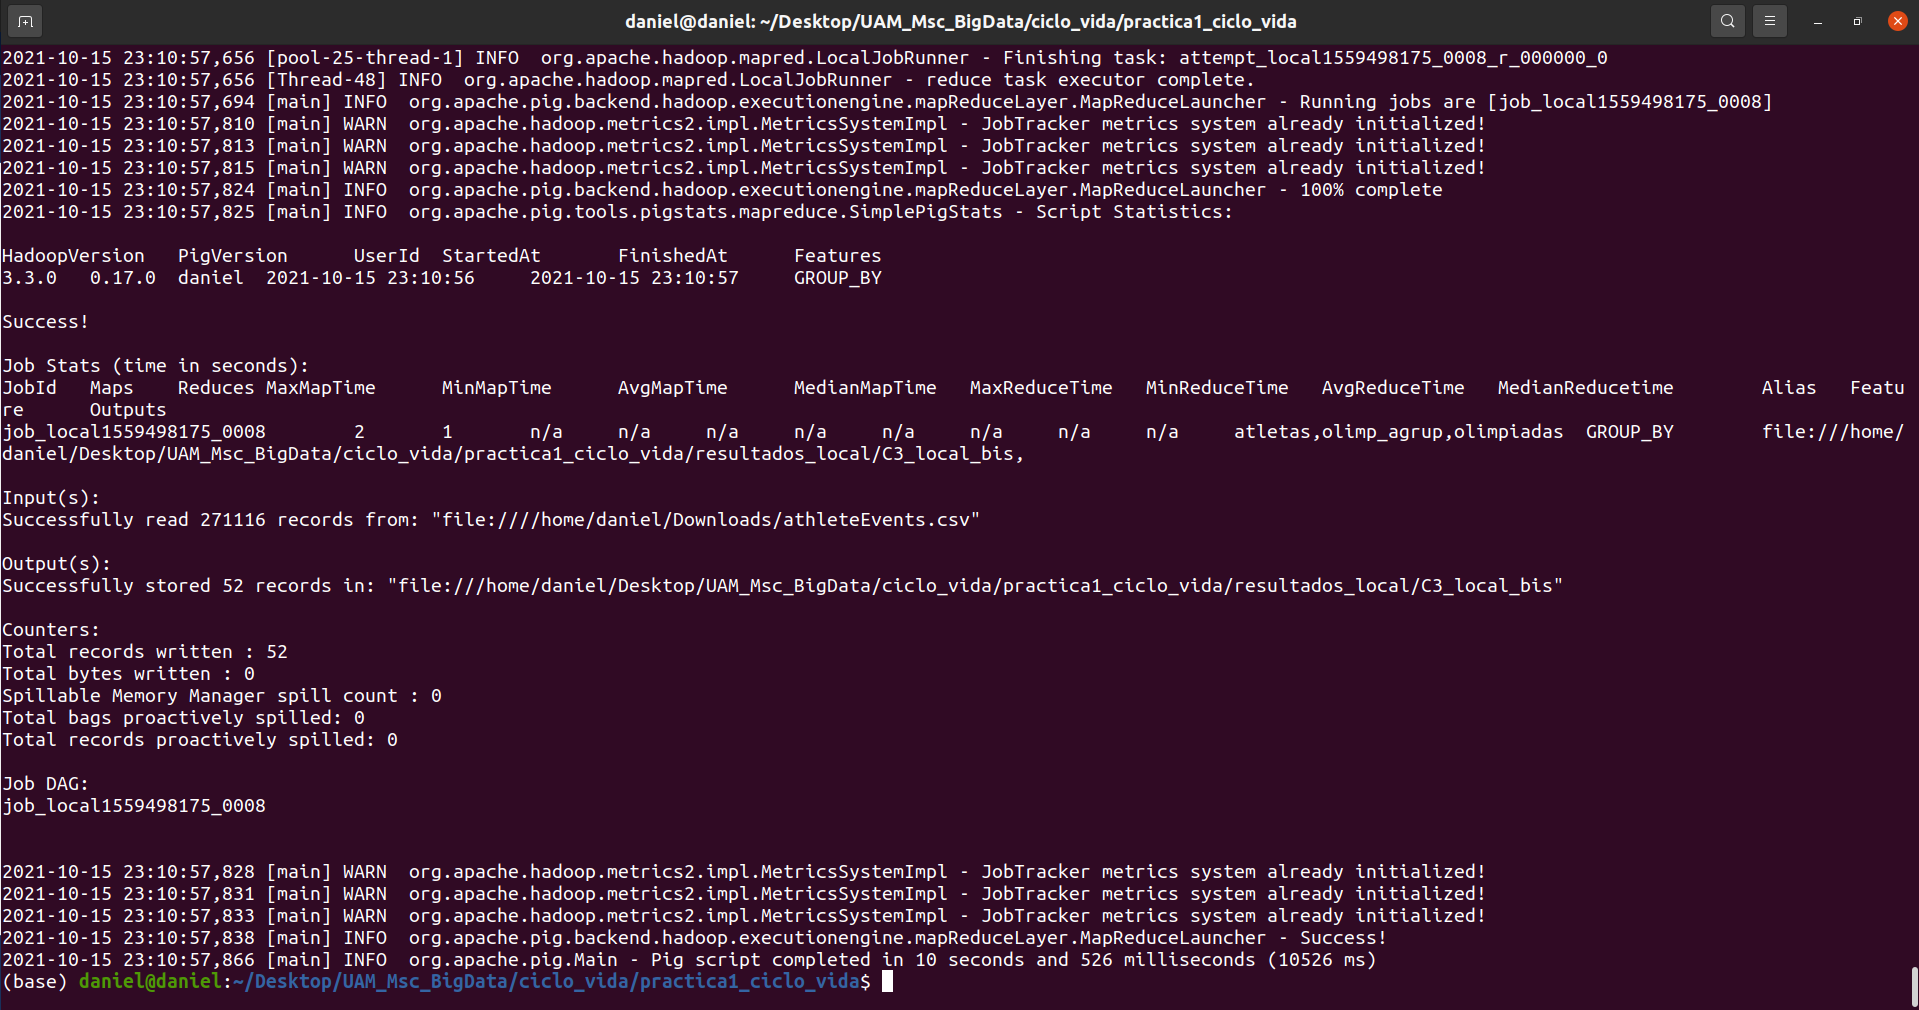 daniel@daniel: ~/Desktop/UAM_Msc_BigData/ciclo_vida/practica1_ciclo_vida
2021-10-15 23:10:57,656 [pool-25-thread-1] INFO  org.apache.hadoop.mapred.LocalJobRunner - Finishing task: attempt_local1559498175_0008_r_000000_0
2021-10-15 23:10:57,656 [Thread-48] INFO  org.apache.hadoop.mapred.LocalJobRunner - reduce task executor complete.
2021-10-15 23:10:57,694 [main] INFO  org.apache.pig.backend.hadoop.executionengine.mapReduceLayer.MapReduceLauncher - Running jobs are [job_local1559498175_0008]
2021-10-15 23:10:57,810 [main] WARN  org.apache.hadoop.metrics2.impl.MetricsSystemImpl - JobTracker metrics system already initialized!
2021-10-15 23:10:57,813 [main] WARN  org.apache.hadoop.metrics2.impl.MetricsSystemImpl - JobTracker metrics system already initialized!
2021-10-15 23:10:57,815 [main] WARN  org.apache.hadoop.metrics2.impl.MetricsSystemImpl - JobTracker metrics system already initialized!
2021-10-15 23:10:57,824 [main] INFO  org.apache.pig.backend.hadoop.executionengine.mapReduceLayer.MapReduceLauncher - 100% complete
2021-10-15 23:10:57,825 [main] INFO  org.apache.pig.tools.pigstats.mapreduce.SimplePigStats - Script Statistics:
HadoopVersion   PigVersion      UserId  StartedAt       FinishedAt      Features
3.3.0   0.17.0  daniel  2021-10-15 23:10:56     2021-10-15 23:10:57     GROUP_BY
Success!
Job Stats (time in seconds):
JobId   Maps    Reduces MaxMapTime      MinMapTime      AvgMapTime      MedianMapTime   MaxReduceTime   MinReduceTime   AvgReduceTime   MedianReducetime        Alias   Featu
re      Outputs
job_local1559498175_0008        2       1       n/a     n/a     n/a     n/a     n/a     n/a     n/a     n/a     atletas,olimp_agrup,olimpiadas  GROUP_BY        file:///home/
daniel/Desktop/UAM_Msc_BigData/ciclo_vida/practica1_ciclo_vida/resultados_local/C3_local_bis,
Input(s):
Successfully read 271116 records from: "file:////home/daniel/Downloads/athleteEvents.csv"
Output(s):
Successfully stored 52 records in: "file:///home/daniel/Desktop/UAM_Msc_BigData/ciclo_vida/practica1_ciclo_vida/resultados_local/C3_local_bis"
Counters:
Total records written : 52
Total bytes written : 0
Spillable Memory Manager spill count : 0
Total bags proactively spilled: 0
Total records proactively spilled: 0
Job DAG:
job_local1559498175_0008
2021-10-15 23:10:57,828 [main] WARN  org.apache.hadoop.metrics2.impl.MetricsSystemImpl - JobTracker metrics system already initialized!
2021-10-15 23:10:57,831 [main] WARN  org.apache.hadoop.metrics2.impl.MetricsSystemImpl - JobTracker metrics system already initialized!
2021-10-15 23:10:57,833 [main] WARN  org.apache.hadoop.metrics2.impl.MetricsSystemImpl - JobTracker metrics system already initialized!
2021-10-15 23:10:57,838 [main] INFO  org.apache.pig.backend.hadoop.executionengine.mapReduceLayer.MapReduceLauncher - Success!
2021-10-15 23:10:57,866 [main] INFO  org.apache.pig.Main - Pig script completed in 10 seconds and 526 milliseconds (10526 ms)
(base) daniel@daniel:~/Desktop/UAM_Msc_BigData/ciclo_vida/practica1_ciclo_vida$